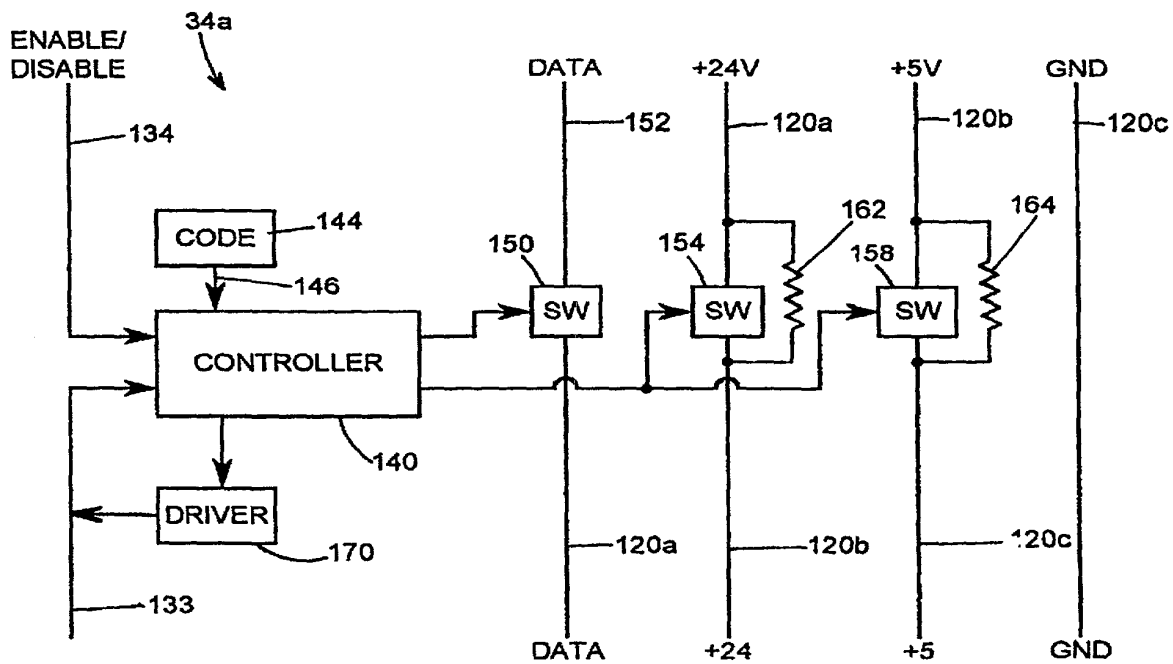 34a
ENABLE/
DISABLE
DATA
+24V
+5V
GND
134
152
120a
120b
120c
CODE
144
146
150
154
162
158
164
SW
SW
SW
CONTROLLER
140
DRIVER
170
133
120a
120b
120c
DATA
+24
+5
GND